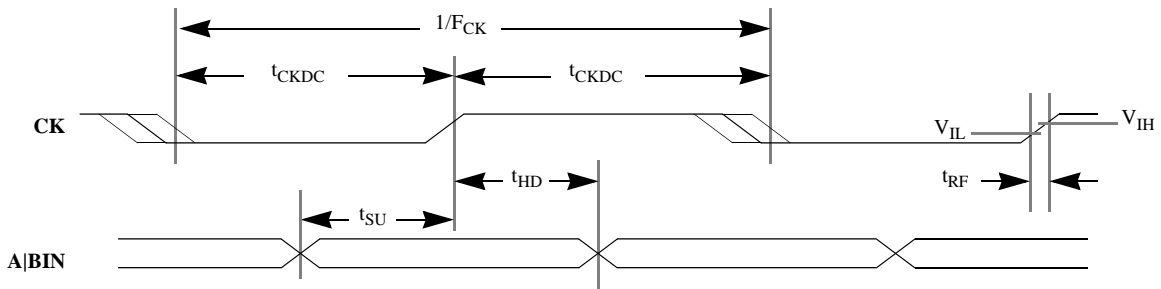 1/FCK
tCKDC tCKDC
CK
VIL VIH
tHD tRF
tSU
A|BIN